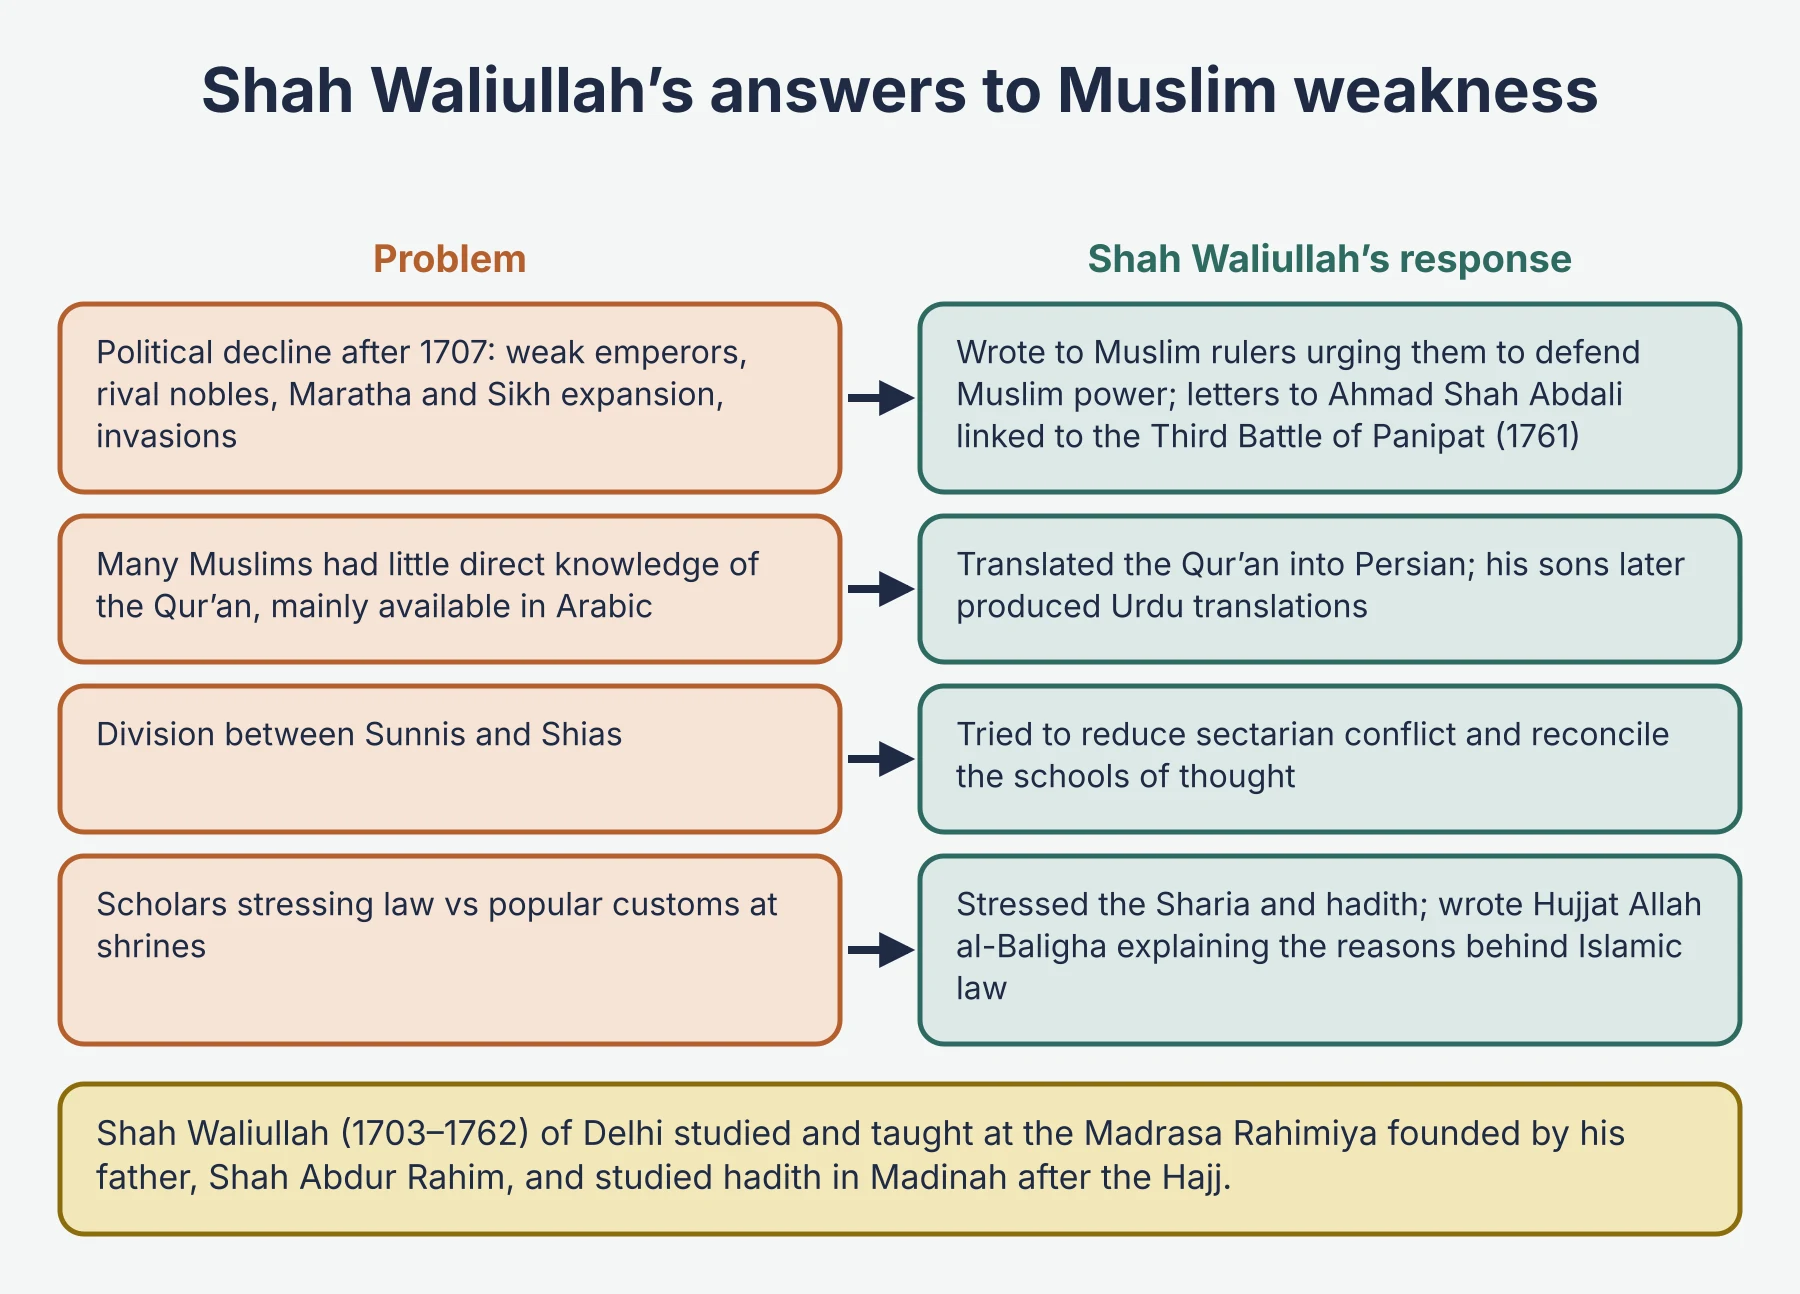 Shah Waliullah’s answers to Muslim weakness
Problem
Shah Waliullah’s response
Political decline after 1707: weak emperors,
rival nobles, Maratha and Sikh expansion,
invasions
Wrote to Muslim rulers urging them to defend
Muslim power; letters to Ahmad Shah Abdali
linked to the Third Battle of Panipat (1761)
Many Muslims had little direct knowledge of
the Qur’an, mainly available in Arabic
Translated the Qur’an into Persian; his sons later
produced Urdu translations
Division between Sunnis and Shias
Tried to reduce sectarian conflict and reconcile
the schools of thought
Scholars stressing law vs popular customs at
shrines
Stressed the Sharia and hadith; wrote Hujjat Allah
al-Baligha explaining the reasons behind Islamic
law
Shah Waliullah (1703–1762) of Delhi studied and taught at the Madrasa Rahimiya founded by his
father, Shah Abdur Rahim, and studied hadith in Madinah after the Hajj.